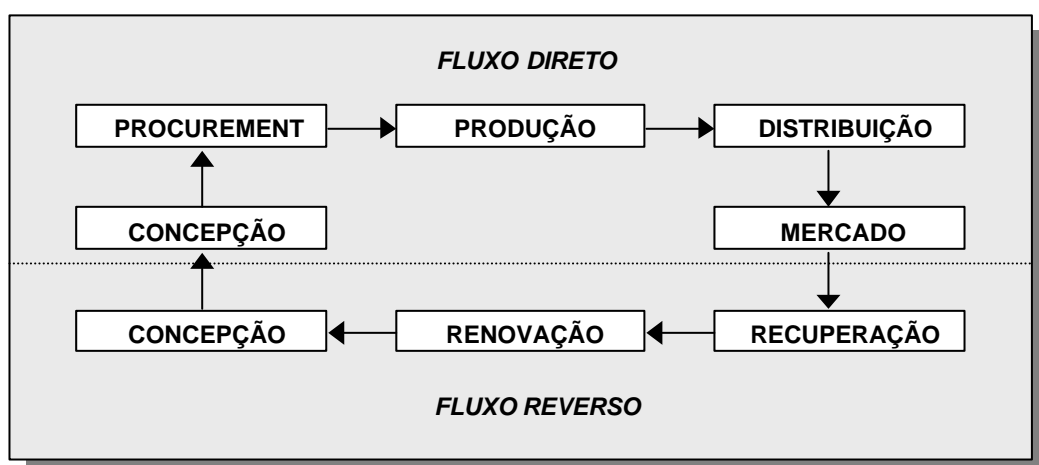 FLUXO DIRETO
PROCUREMENT
PRODUÇÃO
DISTRIBUIÇÃO
CONCEPÇÃO
MERCADO
CONCEPÇÃO
RENOVAÇÃO
RECUPERAÇÃO
FLUXO REVERSO